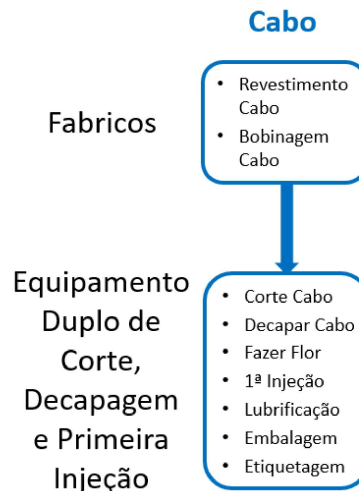 Cabo
Fabricos
• Revestimento
Cabo
• Bobinagem
Cabo
Equipamento
Duplo de
Corte,
Decapagem
e Primeira
Injeção
• Corte Cabo
• Decapar Cabo
• Fazer Flor
• 1ª Injeção
• Lubrificação
• Embalagem
• Etiquetagem